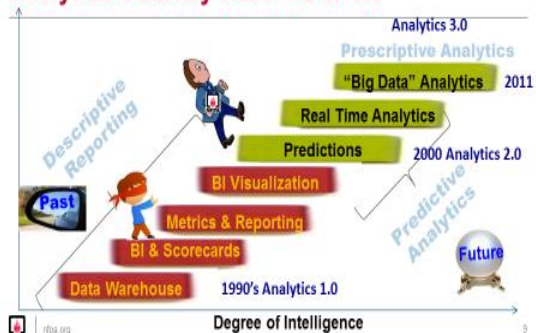 Analytics 3.0
Prescriptive Analytics
"Big Data" Analytics
2011
Real Time Analytics
Predictions
2000 Analytics 2.0
Descriptive
Reporting
BI Visualization
Past
Metrics & Reporting
Predictive
Analytics
BI & Scorecards
Future
Data Warehouse
1990's Analytics 1.0
nfpa.org
Degree of Intelligence
9